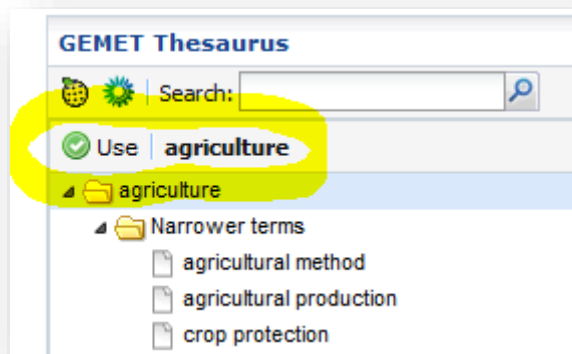 GEMET Thesaurus
Search:
Use agriculture
agriculture
Narrower terms
agricultural method
agricultural production
crop protection